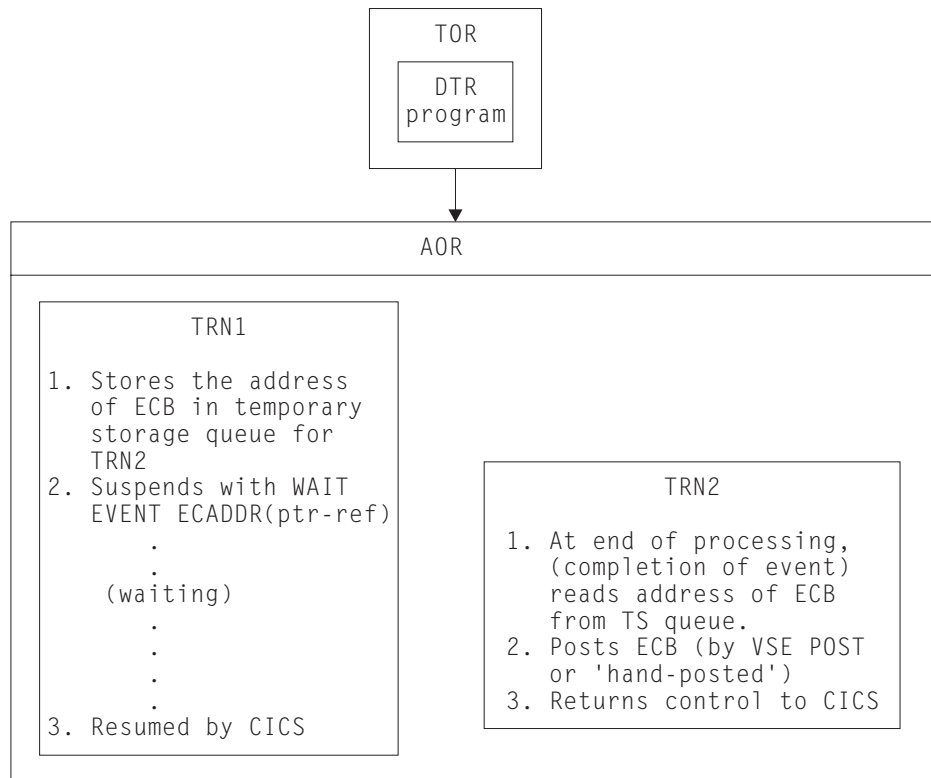 TOR
DTR
program
AOR
TRN1
1. Stores the address
of ECB in temporary
storage queue for
TRN2
2. Suspends with WAIT
EVENT ECADDR(ptr-ref)
.
.
(waiting)
.
.
.
.
3. Resumed by CICS
TRN2
1. At end of processing,
(completion of event)
reads address of ECB
from TS queue.
2. Posts ECB (by VSE POST
or 'hand-posted')
3. Returns control to CICS